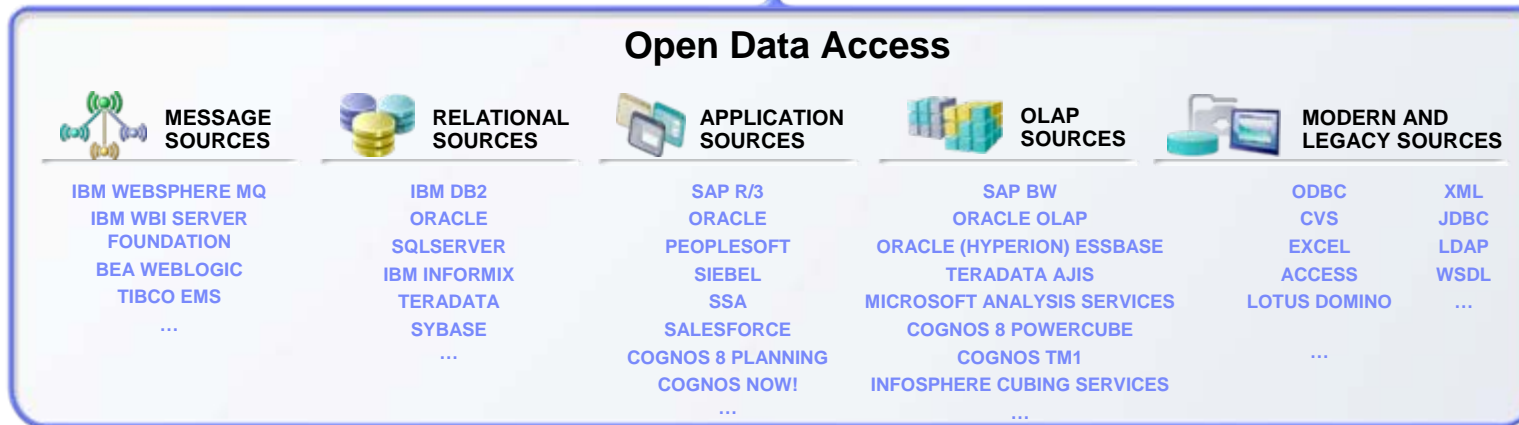 Open Data Access
MESSAGE
SOURCES
IBM WEBSPHERE MQ
IBM WBI SERVER
FOUNDATION
BEA WEBLOGIC
TIBCO EMS
…
RELATIONAL
SOURCES
IBM DB2
ORACLE
SQLSERVER
IBM INFORMIX
TERADATA
SYBASE
…
APPLICATION
SOURCES
SAP R/3
ORACLE
PEOPLESOFT
SIEBEL
SSA
SALESFORCE
COGNOS 8 PLANNING
COGNOS NOW!
…
OLAP
SOURCES
SAP BW
ORACLE OLAP
ORACLE (HYPERION) ESSBASE
TERADATA AJIS
MICROSOFT ANALYSIS SERVICES
COGNOS 8 POWERCUBE
COGNOS TM1
INFOSPHERE CUBING SERVICES
…
MODERN AND
LEGACY SOURCES
ODBC
CVS
EXCEL
ACCESS
LOTUS DOMINO
…
XML
JDBC
LDAP
WSDL
…